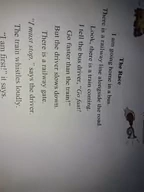 The Race
I am going home in a bus
There is a railway line alongside the road.
Look, there is a train coming.
I tell the bus driver, "Go fast!
Go faster than the train!"
But the driver slows down.
There is a railway gate.
"I must stop," says the driver.
The train whistles loudly.
"I am first!" it says.